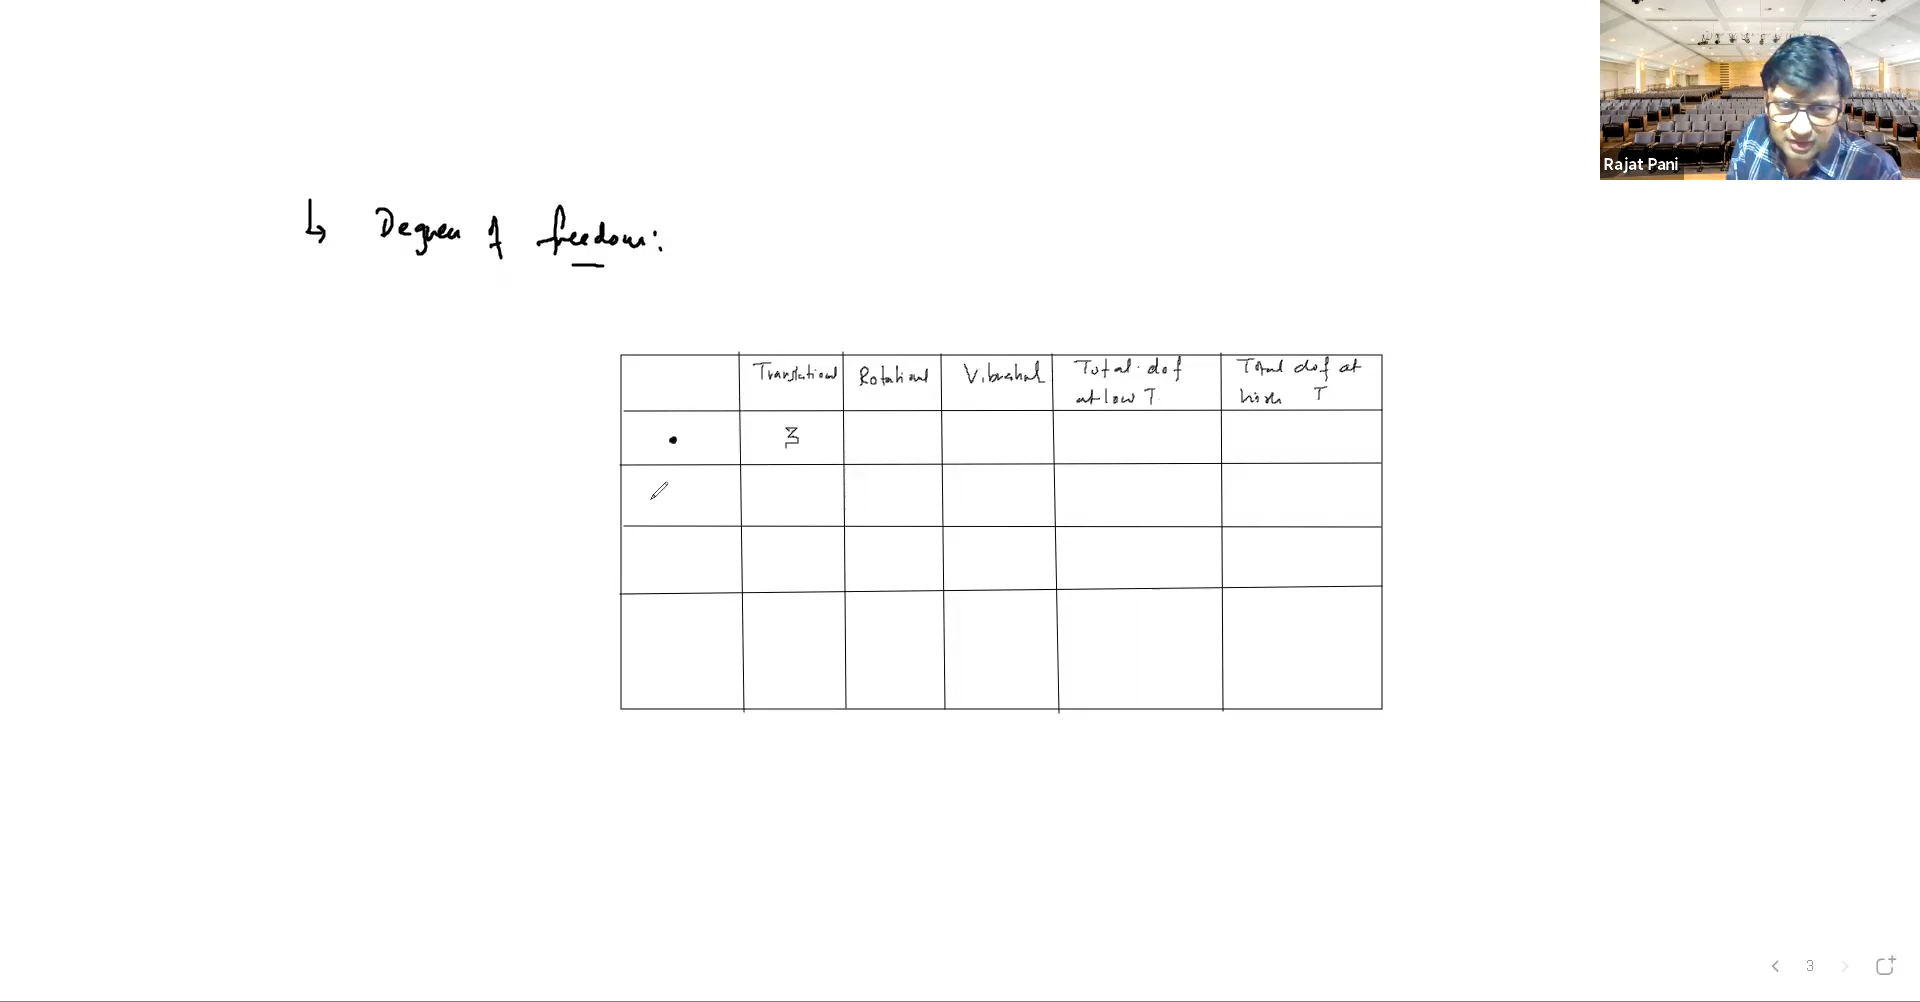 Rajat Pani
↳ Degree of freedom:
Translational Rotational Vibrational Total dof at low T Total dof at high T
3
3